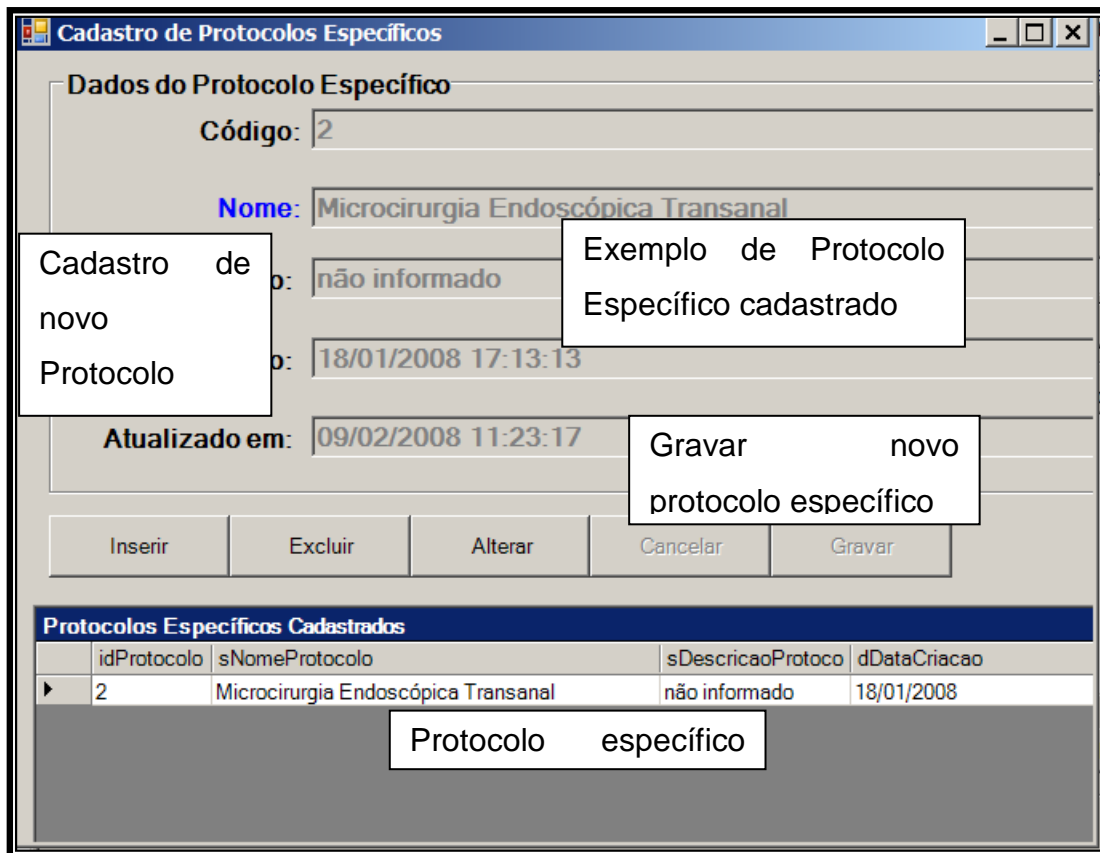 Cadastro de Protocolos Específicos
Dados do Protocolo Específico
Código: 2
Nome: Microcirurgia Endoscópica Transanal
Exemplo de Protocolo
Específico cadastrado
Cadastro de
novo
Protocolo
o: não informado
o: 18/01/2008 17:13:13
Atualizado em: 09/02/2008 11:23:17
Gravar novo
protocolo específico
Inserir Excluir Alterar Cancelar Gravar
Protocolos Específicos Cadastrados
idProtocolo sNomeProtocolo sDescricaoProtoco dDataCriacao
2 Microcirurgia Endoscópica Transanal não informado 18/01/2008
Protocolo específico